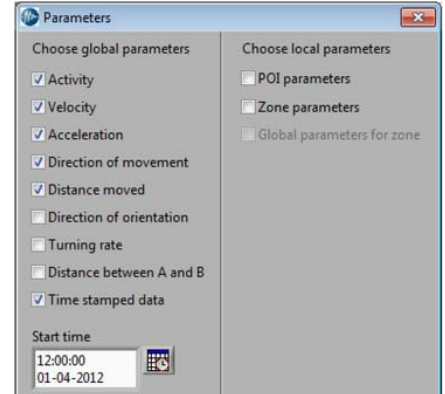 Parameters
Choose global parameters
Activity
Velocity
Acceleration
Direction of movement
Distance moved
Direction of orientation
Turning rate
Distance between A and B
Time stamped data
Start time
12:00:00
01-04-2012
Choose local parameters
POI parameters
Zone parameters
Global parameters for zone